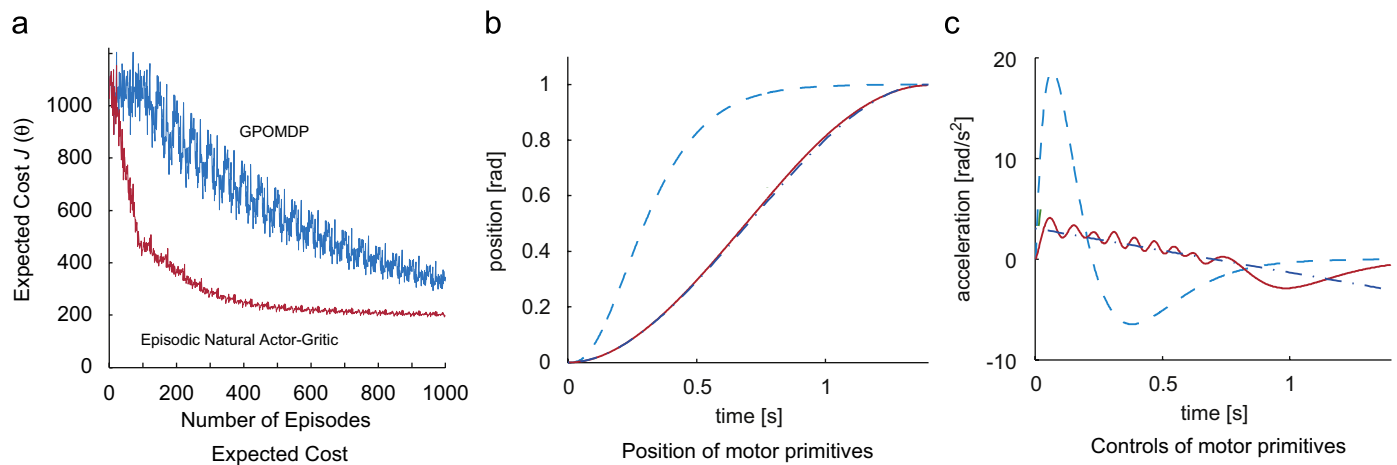 a
1000
800
600
400
200
0
Expected Cost J (θ)
GPOMDP
Episodic Natural Actor-Gritic
0 200 400 600 800 1000
Number of Episodes
Expected Cost
b
1
0.8
0.6
0.4
0.2
0
position [rad]
0 0.5 1
time [s]
Position of motor primitives
c
20
10
0
-10
acceleration [rad/s²]
0 0.5 1
time [s]
Controls of motor primitives